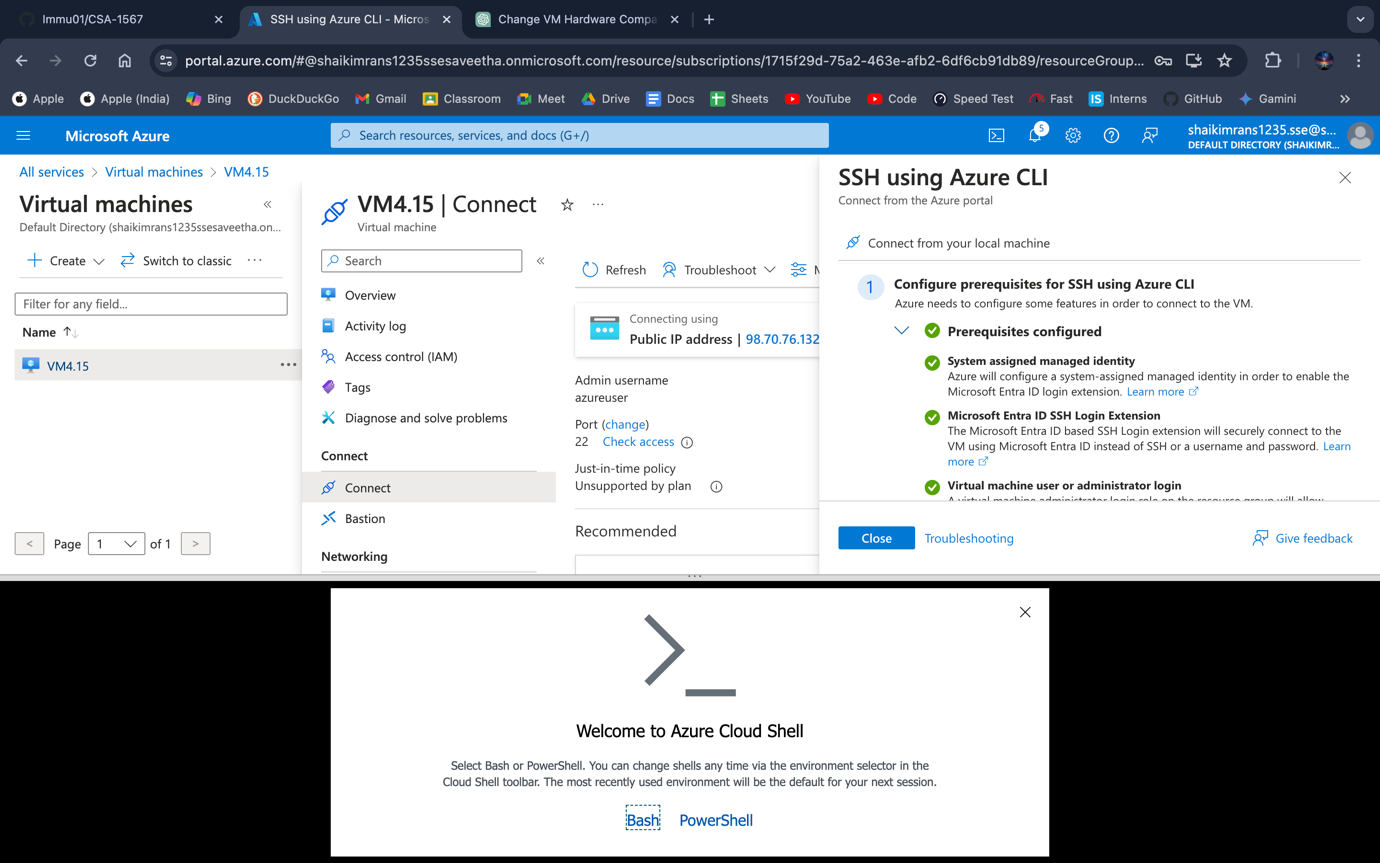 Immu01/CSA-1567
SSH using Azure CLI - Micros
Change VM Hardware Compa
portal.azure.com/#@shaikimrans1235ssesaveetha.onmicrosoft.com/resource/subscriptions/1715f29d-75a2-463e-afb2-6df6cb91db89/resourceGroup...
Apple
Apple (India)
Bing
DuckDuckGo
Gmail
Classroom
Meet
Drive
Docs
Sheets
YouTube
Code
Speed Test
Fast
IS Interns
GitHub
Gamini
Microsoft Azure
Search resources, services, and docs (G+/)
5
shaikimrans1235.sse@s...
DEFAULT DIRECTORY (SHAIKIMR...
All services > Virtual machines > VM4.15
Virtual machines
Default Directory (shaikimrans1235ssesaveetha.on...
Create
Switch to classic
Filter for any field...
Name
VM4.15
Page 1 of 1
VM4.15 | Connect
Virtual machine
Search
Overview
Activity log
Access control (IAM)
Tags
Diagnose and solve problems
Connect
Connect
Bastion
Networking
Refresh
Troubleshoot
M
Connecting using
Public IP address | 98.70.76.132
Admin username
azureuser
Port (change)
22 Check access
Just-in-time policy
Unsupported by plan
Recommended
SSH using Azure CLI
Connect from the Azure portal
Connect from your local machine
1
Configure prerequisites for SSH using Azure CLI
Azure needs to configure some features in order to connect to the VM.
Prerequisites configured
System assigned managed identity
Azure will configure a system-assigned managed identity in order to enable the
Microsoft Entra ID login extension. Learn more
Microsoft Entra ID SSH Login Extension
The Microsoft Entra ID based SSH Login extension will securely connect to the
VM using Microsoft Entra ID instead of SSH or a username and password. Learn
more
Virtual machine user or administrator login
A virtual machine administrator login role on the resource group will allow
Close
Troubleshooting
Give feedback
Welcome to Azure Cloud Shell
Select Bash or PowerShell. You can change shells any time via the environment selector in the
Cloud Shell toolbar. The most recently used environment will be the default for your next session.
Bash
PowerShell